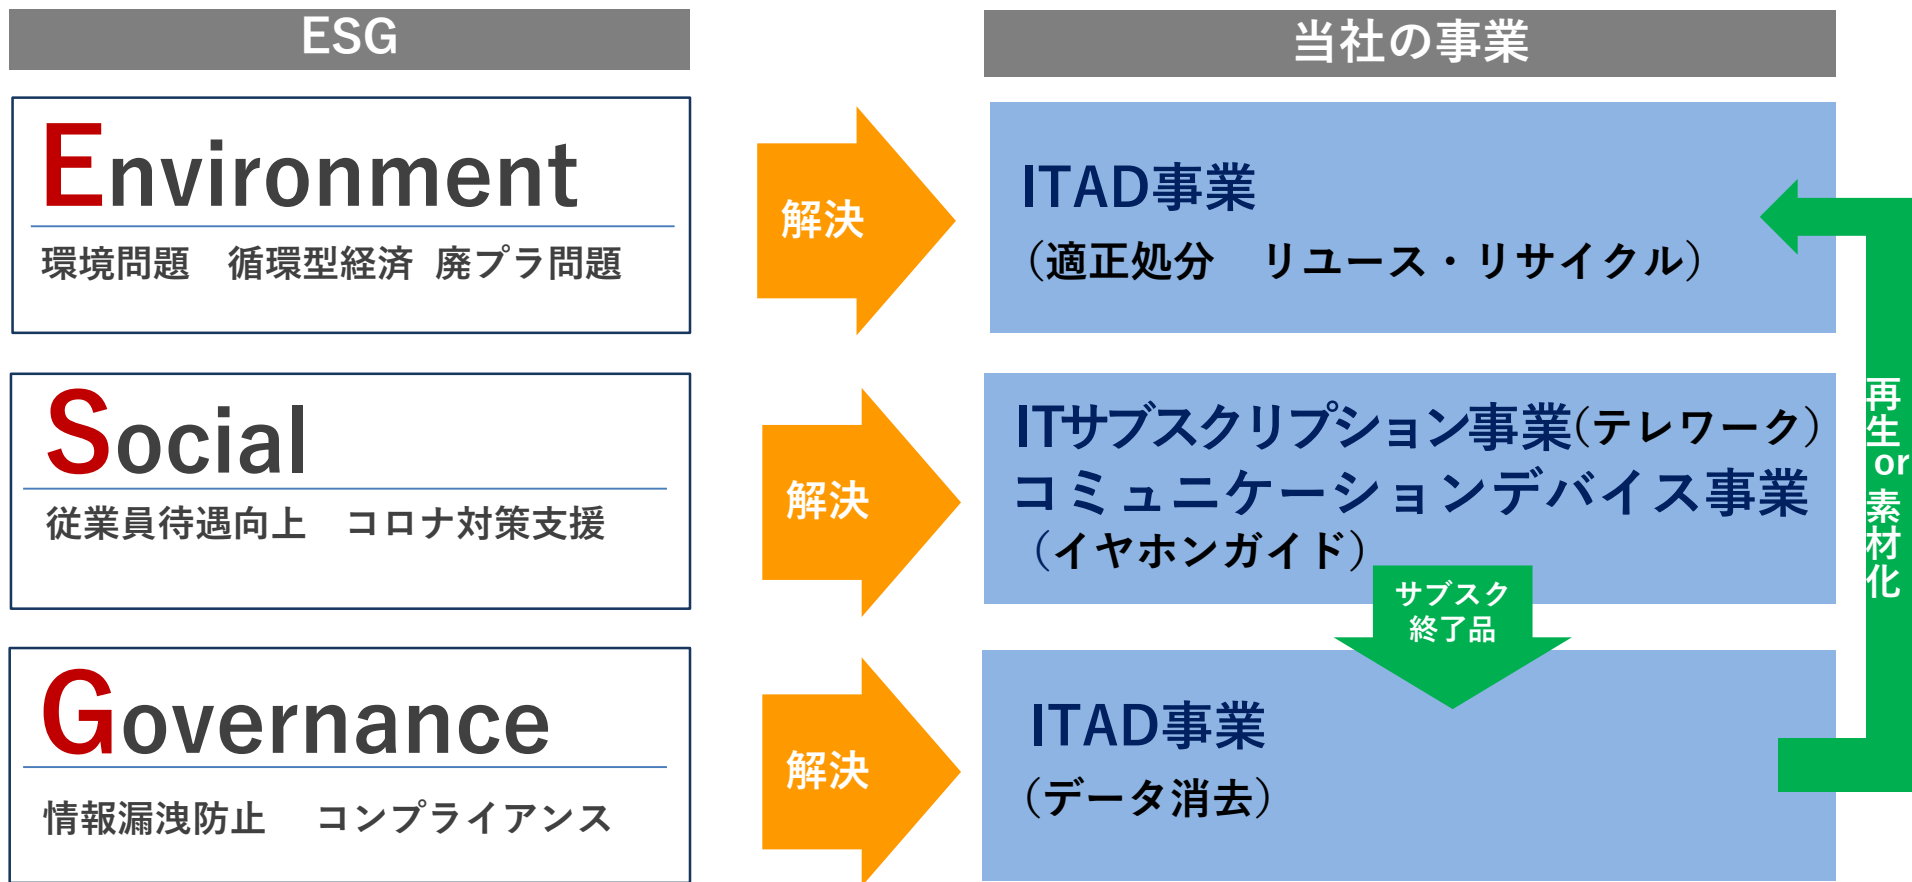 ESG
当社の事業
Environment
環境問題　循環型経済 廃プラ問題
解決
ITAD事業
（適正処分　リユース・リサイクル）
Social
従業員待遇向上　コロナ対策支援
解決
ITサブスクリプション事業（テレワーク）
コミュニケーションデバイス事業
（イヤホンガイド）
サブスク
終了品
Governance
情報漏洩防止　コンプライアンス
解決
ITAD事業
（データ消去）
再生or素材化